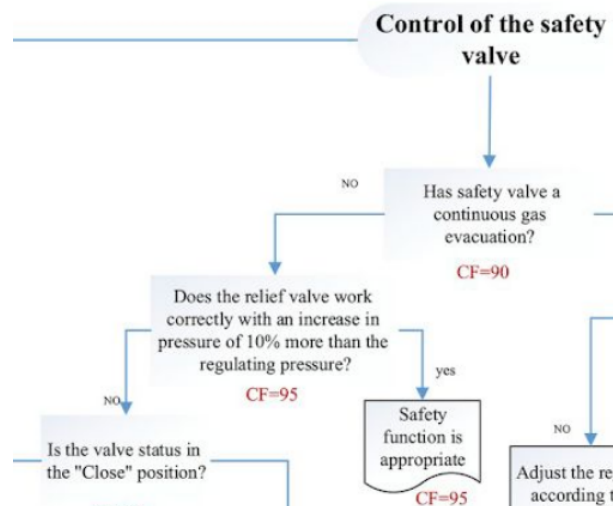 Control of the safety
valve
NO
Has safety valve a
continuous gas
evacuation?
CF=90
Does the relief valve work
correctly with an increase in
pressure of 10% more than the
regulating pressure?
CF=95
yes
NO
Safety
function is
appropriate
CF=95
Is the valve status in
the "Close" position?
NO
Adjust the
according